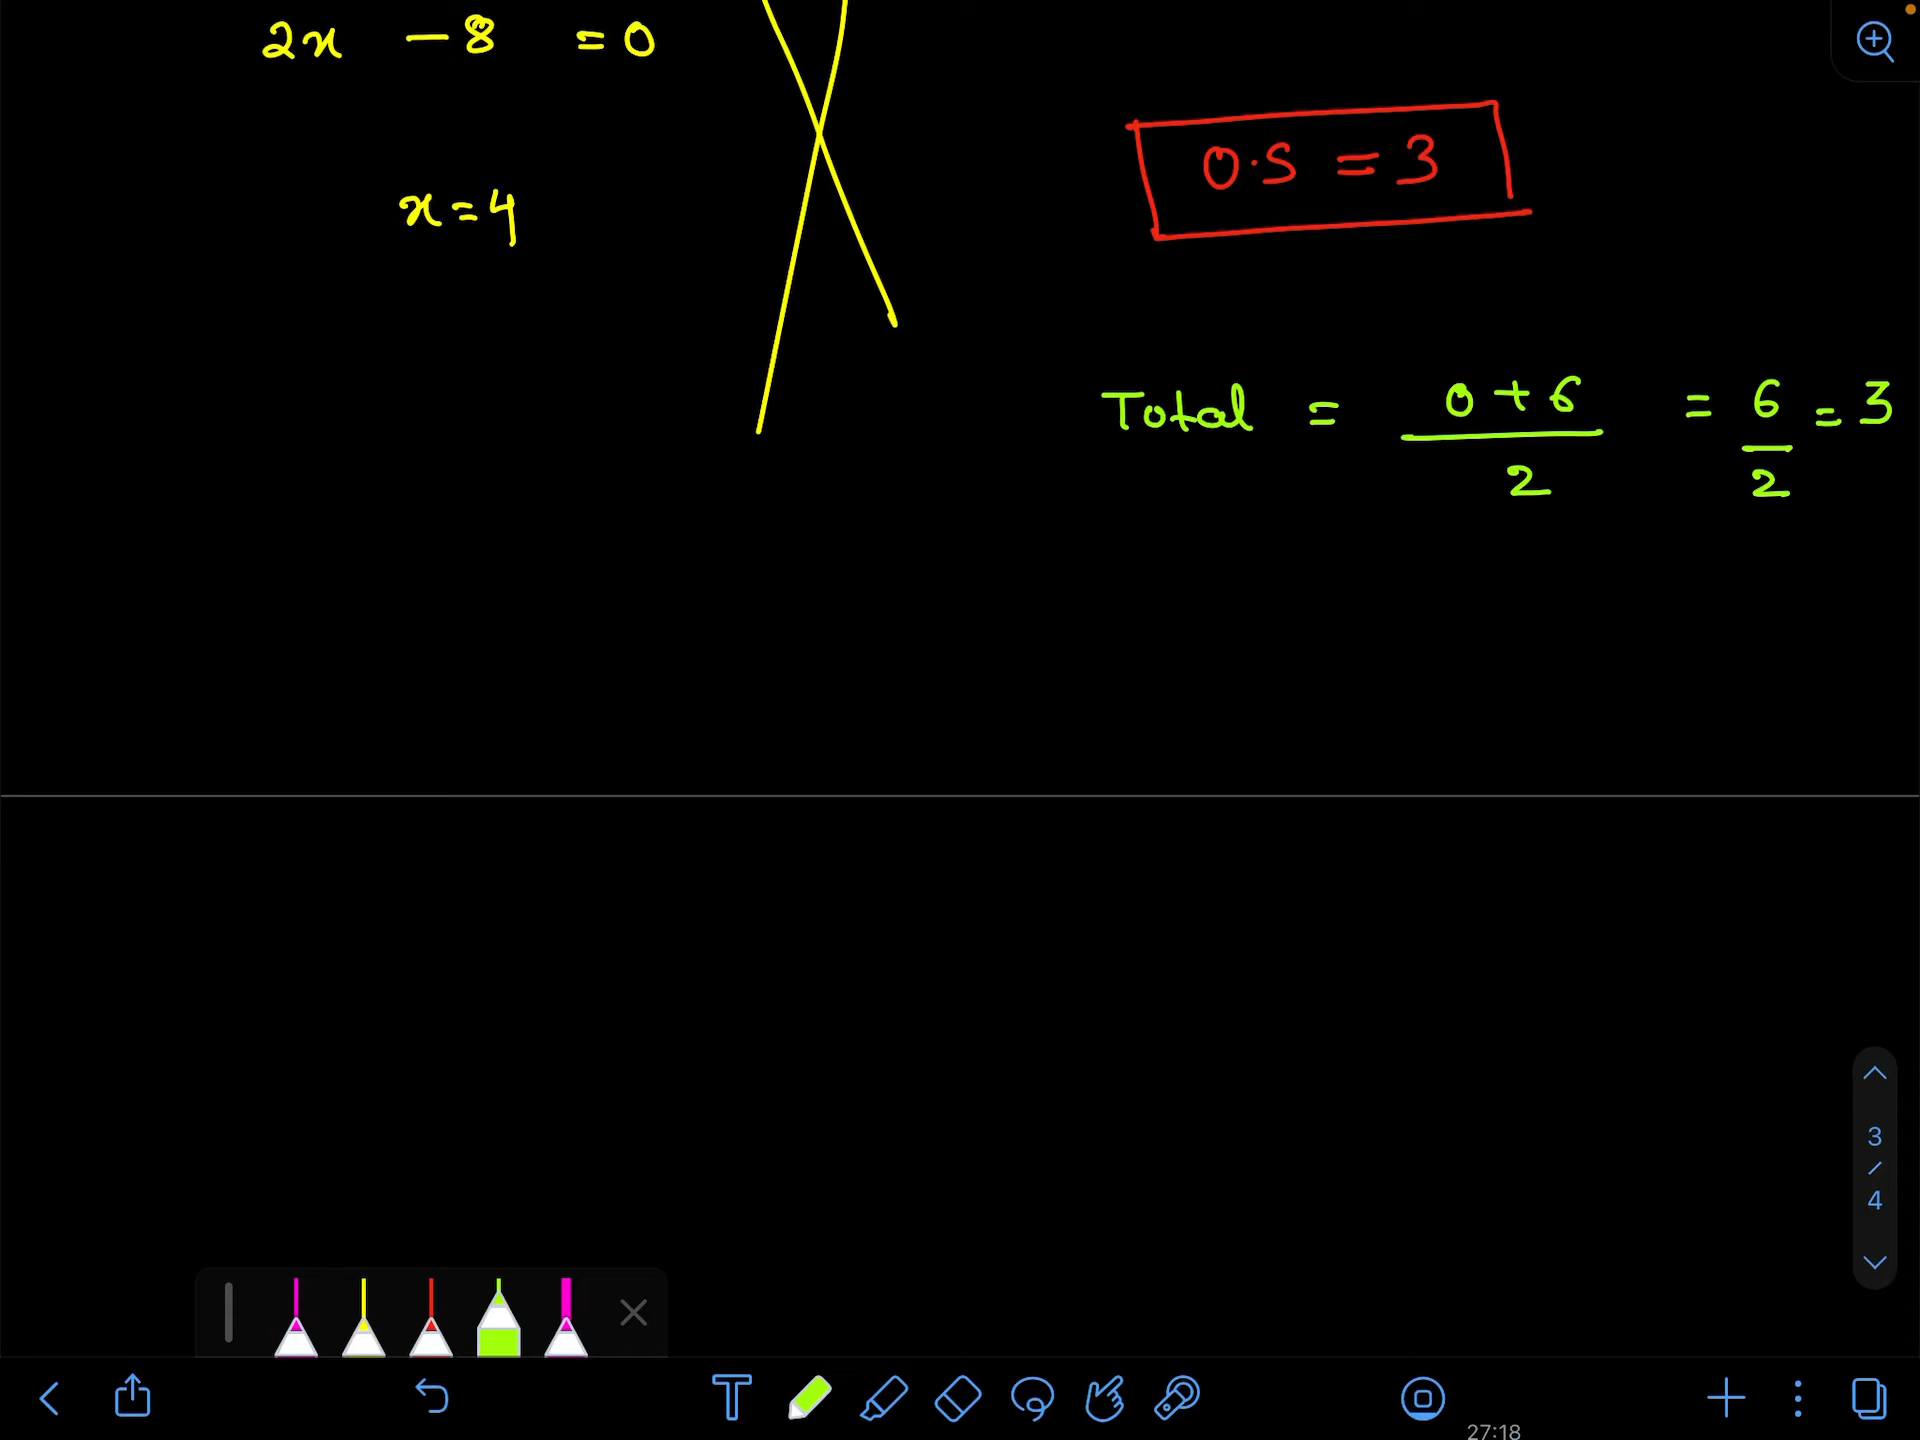 2x - 8 = 0
x = 4
O.S = 3
Total = 0 + 6 / 2 = 6 / 2 = 3
3
/
4
27:18